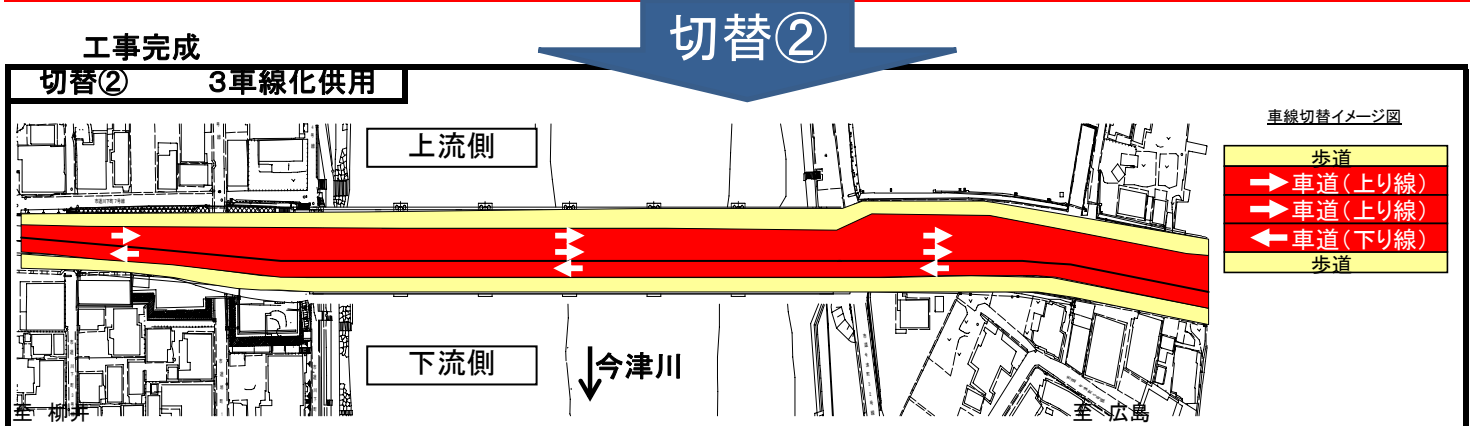 切替②
工事完成
切替② 3車線化供用
車線切替イメージ図
上流側
歩道
車道(上り線)
車道(上り線)
車道(下り線)
歩道
下流側
今津川
至 柳井
至 広島